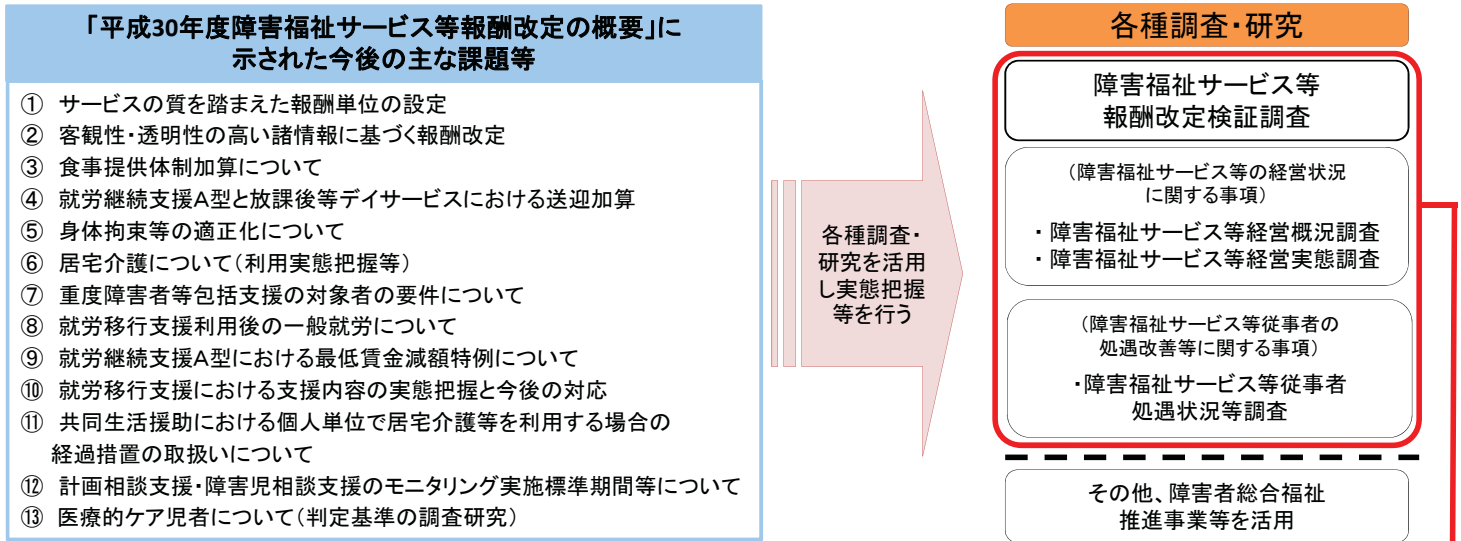 「平成30年度障害福祉サービス等報酬改定の概要」に
示された今後の主な課題等
① サービスの質を踏まえた報酬単位の設定
② 客観性・透明性の高い諸情報に基づく報酬改定
③ 食事提供体制加算について
④ 就労継続支援A型と放課後等デイサービスにおける送迎加算
⑤ 身体拘束等の適正化について
⑥ 居宅介護について(利用実態把握等)
⑦ 重度障害者等包括支援の対象者の要件について
⑧ 就労移行支援利用後の一般就労について
⑨ 就労継続支援A型における最低賃金減額特例について
⑩ 就労移行支援における支援内容の実態把握と今後の対応
⑪ 共同生活援助における個人単位で居宅介護等を利用する場合の
経過措置の取扱いについて
⑫ 計画相談支援・障害児相談支援のモニタリング実施標準期間等について
⑬ 医療的ケア児者について(判定基準の調査研究)
各種調査・
研究を活用
し実態把握
等を行う
各種調査・研究
障害福祉サービス等
報酬改定検証調査
(障害福祉サービス等の経営状況
に関する事項)
・障害福祉サービス等経営概況調査
・障害福祉サービス等経営実態調査
(障害福祉サービス等従事者の
処遇改善等に関する事項)
・障害福祉サービス等従事者
処遇状況等調査
その他、障害者総合福祉
推進事業等を活用